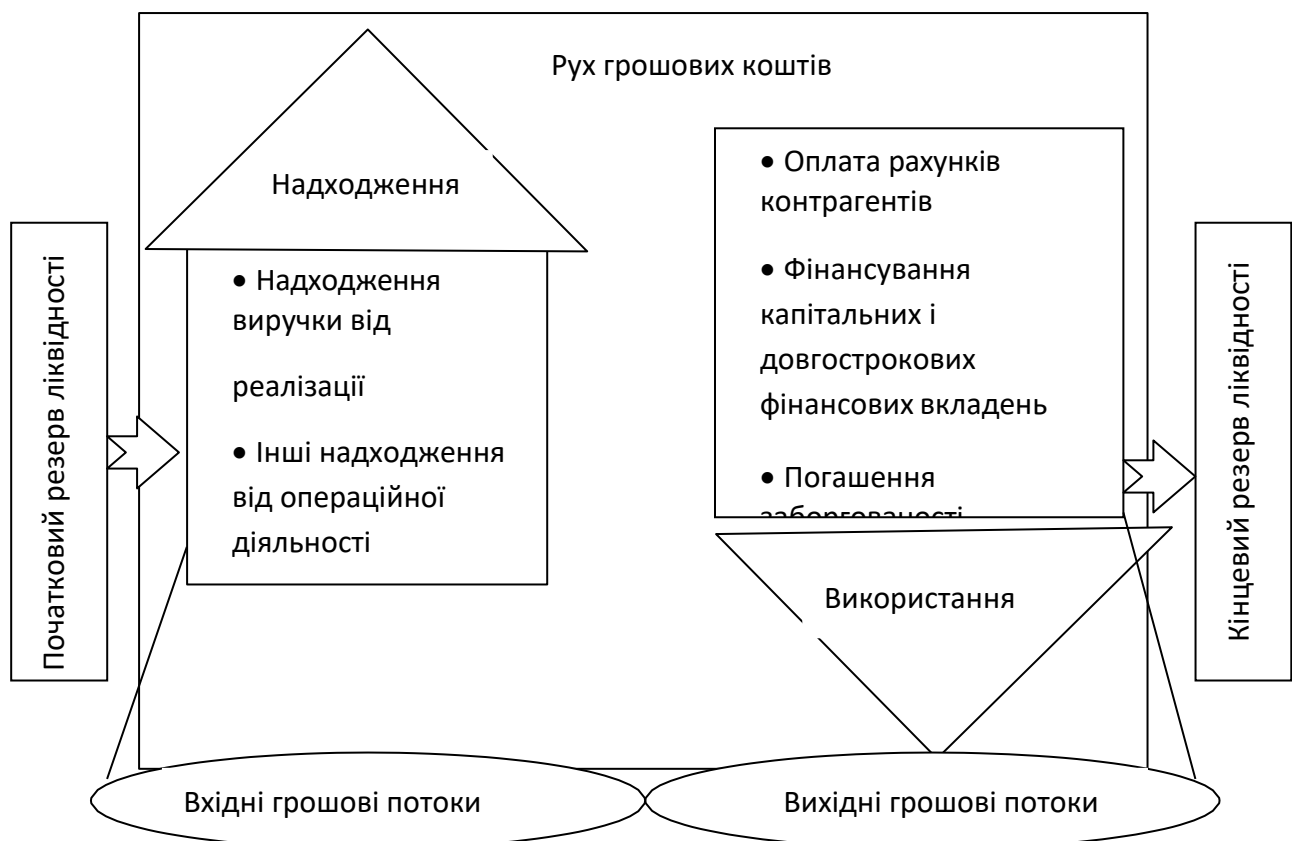 Рух грошових коштів
Початковий резерв ліквідності
Надходження
• Надходження
виручки від
реалізації
• Інші надходження
від операційної
діяльності
• Оплата рахунків
контрагентів
• Фінансування
капітальних і
довгострокових
фінансових вкладень
• Погашення
заборгованості
Використання
Кінцевий резерв ліквідності
Вхідні грошові потоки
Вихідні грошові потоки